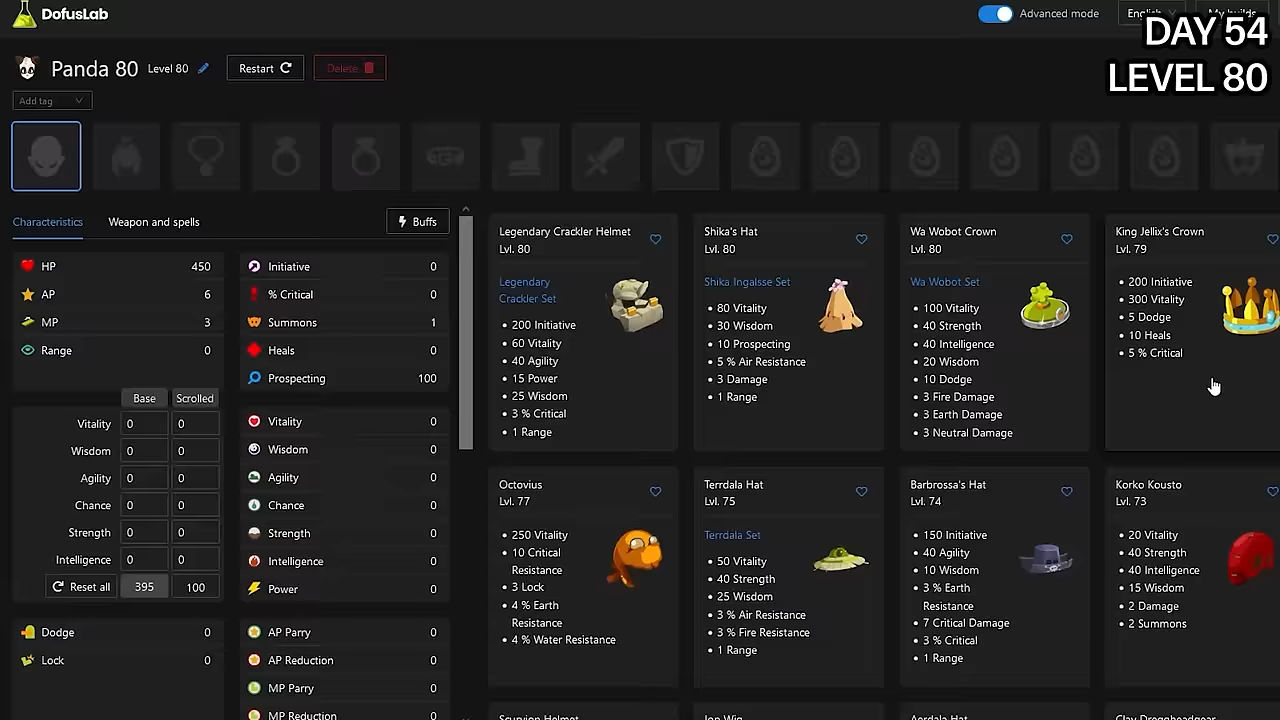 DofusLab
Advanced mode
English
My builds
DAY 54
LEVEL 80
Panda 80
Level 80
Restart
Delete
Add tag
Characteristics
Weapon and spells
Buffs
HP 450
AP 6
MP 3
Range 0
Base Scrolled
Vitality 0 0
Wisdom 0 0
Agility 0 0
Chance 0 0
Strength 0 0
Intelligence 0 0
Reset all 395 100
Dodge 0
Lock 0
Initiative 0
% Critical 0
Summons 1
Heals 0
Prospecting 100
Vitality 0
Wisdom 0
Agility 0
Chance 0
Strength 0
Intelligence 0
Power 0
AP Parry 0
AP Reduction 0
MP Parry 0
MP Reduction 0
Legendary Crackler Helmet
Lvl. 80
Legendary
Crackler Set
• 200 Initiative
• 60 Vitality
• 40 Agility
• 15 Power
• 25 Wisdom
• 3 % Critical
• 1 Range
Shika's Hat
Lvl. 80
Shika Ingalsse Set
• 80 Vitality
• 30 Wisdom
• 10 Prospecting
• 5 % Air Resistance
• 3 Damage
• 1 Range
Wa Wobot Crown
Lvl. 80
Wa Wobot Set
• 100 Vitality
• 40 Strength
• 40 Intelligence
• 20 Wisdom
• 10 Dodge
• 3 Fire Damage
• 3 Earth Damage
• 3 Neutral Damage
King Jellix's Crown
Lvl. 79
• 200 Initiative
• 300 Vitality
• 5 Dodge
• 10 Heals
• 5 % Critical
Octovius
Lvl. 77
• 250 Vitality
• 10 Critical
Resistance
• 3 Lock
• 4 % Earth
Resistance
• 4 % Water Resistance
Terrdala Hat
Lvl. 75
Terrdala Set
• 50 Vitality
• 40 Strength
• 25 Wisdom
• 3 % Air Resistance
• 3 % Fire Resistance
• 1 Range
Barbrossa's Hat
Lvl. 74
• 150 Initiative
• 40 Agility
• 10 Wisdom
• 3 % Earth
Resistance
• 7 Critical Damage
• 3 % Critical
• 1 Range
Korko Kousto
Lvl. 73
• 20 Vitality
• 40 Strength
• 40 Intelligence
• 15 Wisdom
• 2 Damage
• 2 Summons